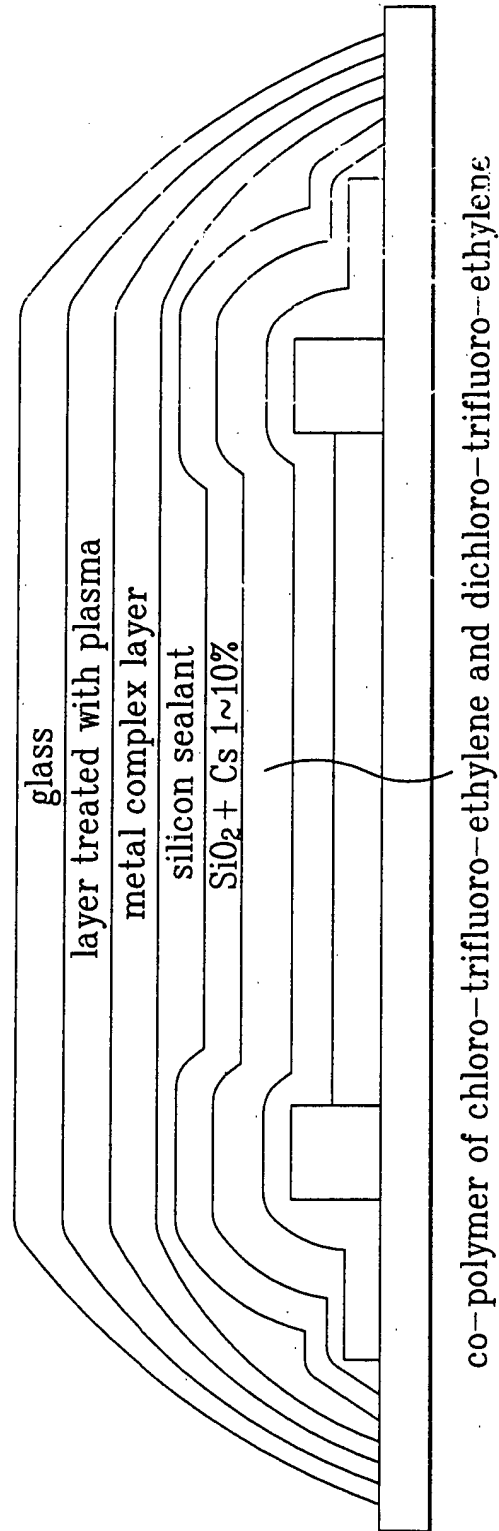 glass
layer treated with plasma
metal complex layer
silicon sealant
SiO₂ + Cs 1~10%
co-polymer of chloro-trifluoro-ethylene and dichloro-trifluoro-ethylene